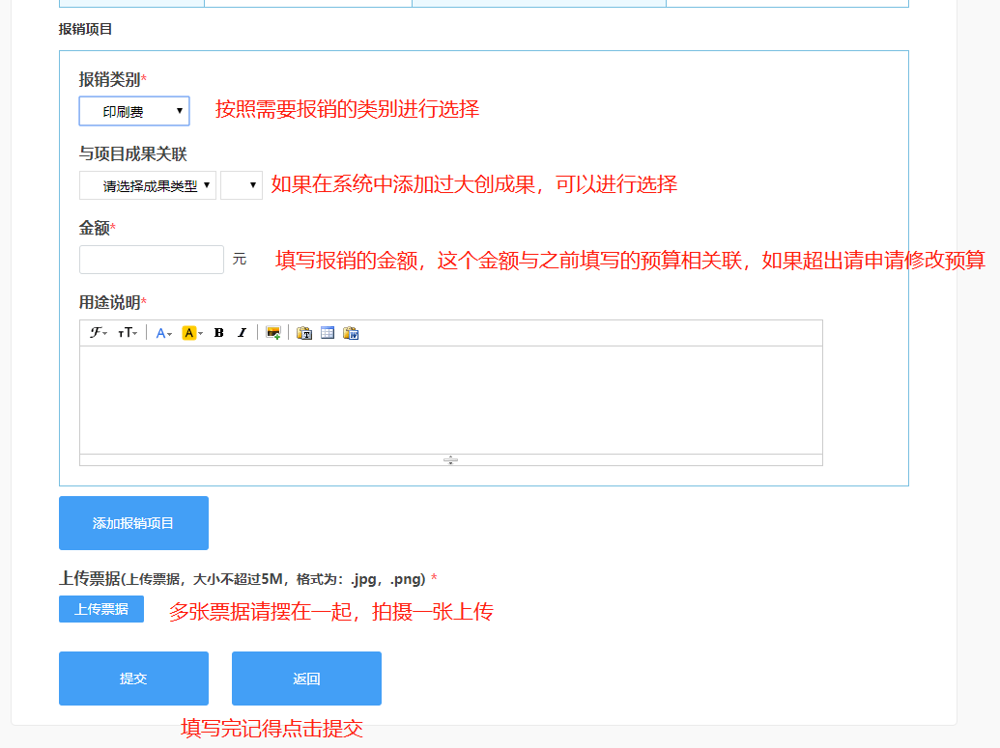 报销项目
报销类别*
印刷费 按照需要报销的类别进行选择
与项目成果关联
请选择成果类型 如果在系统中添加过大创成果，可以进行选择
金额*
元 填写报销的金额，这个金额与之前填写的预算相关联，如果超出请申请修改预算
用途说明*
添加报销项目
上传票据(上传票据，大小不超过5M，格式为：.jpg，.png) *
上传票据 多张票据请摆在一起，拍摄一张上传
提交 返回
填写完记得点击提交